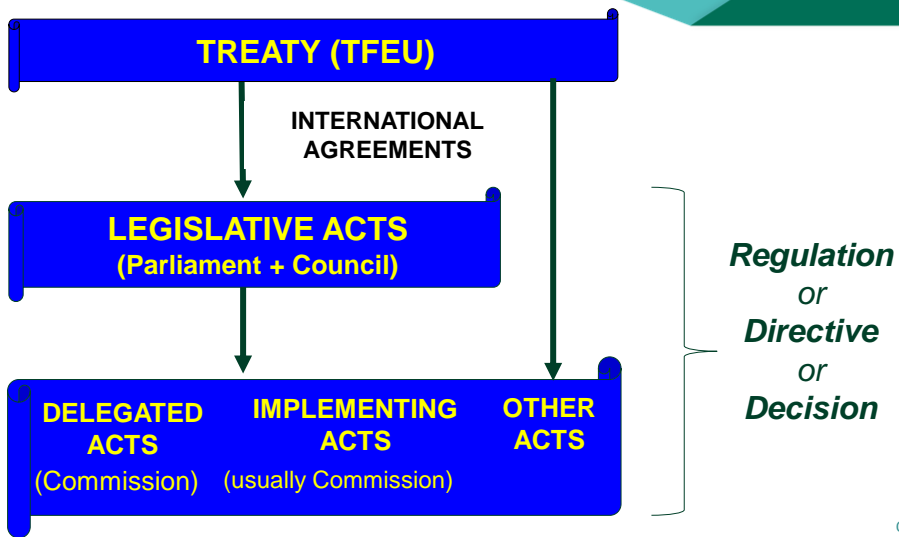 TREATY (TFEU)
INTERNATIONAL
AGREEMENTS
LEGISLATIVE ACTS
(Parliament + Council)
Regulation
or
Directive
or
Decision
DELEGATED
ACTS
(Commission)
IMPLEMENTING
ACTS
(usually Commission)
OTHER
ACTS